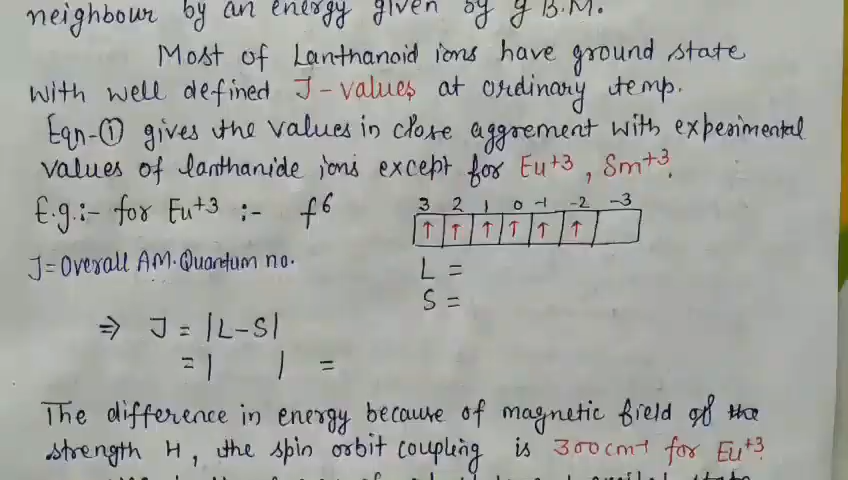 neighbour by an energy given by g B.M.
Most of Lanthanoid ions have ground state
with well defined J-values at ordinary temp.
Eqn-① gives the values in close aggrement with experimental
values of lanthanide ions except for Eu+3, Sm+3.
E.g.:- for Eu+3 :- f6
3 2 1 0 -1 -2 -3
↑ ↑ ↑ ↑ ↑ ↑
J = Overall AM. Quantum no.
L =
S =
⇒ J = |L-S|
= | | =
The difference in energy because of magnetic field of the
strength H, the spin orbit coupling is 300cm-1 for Eu+3.